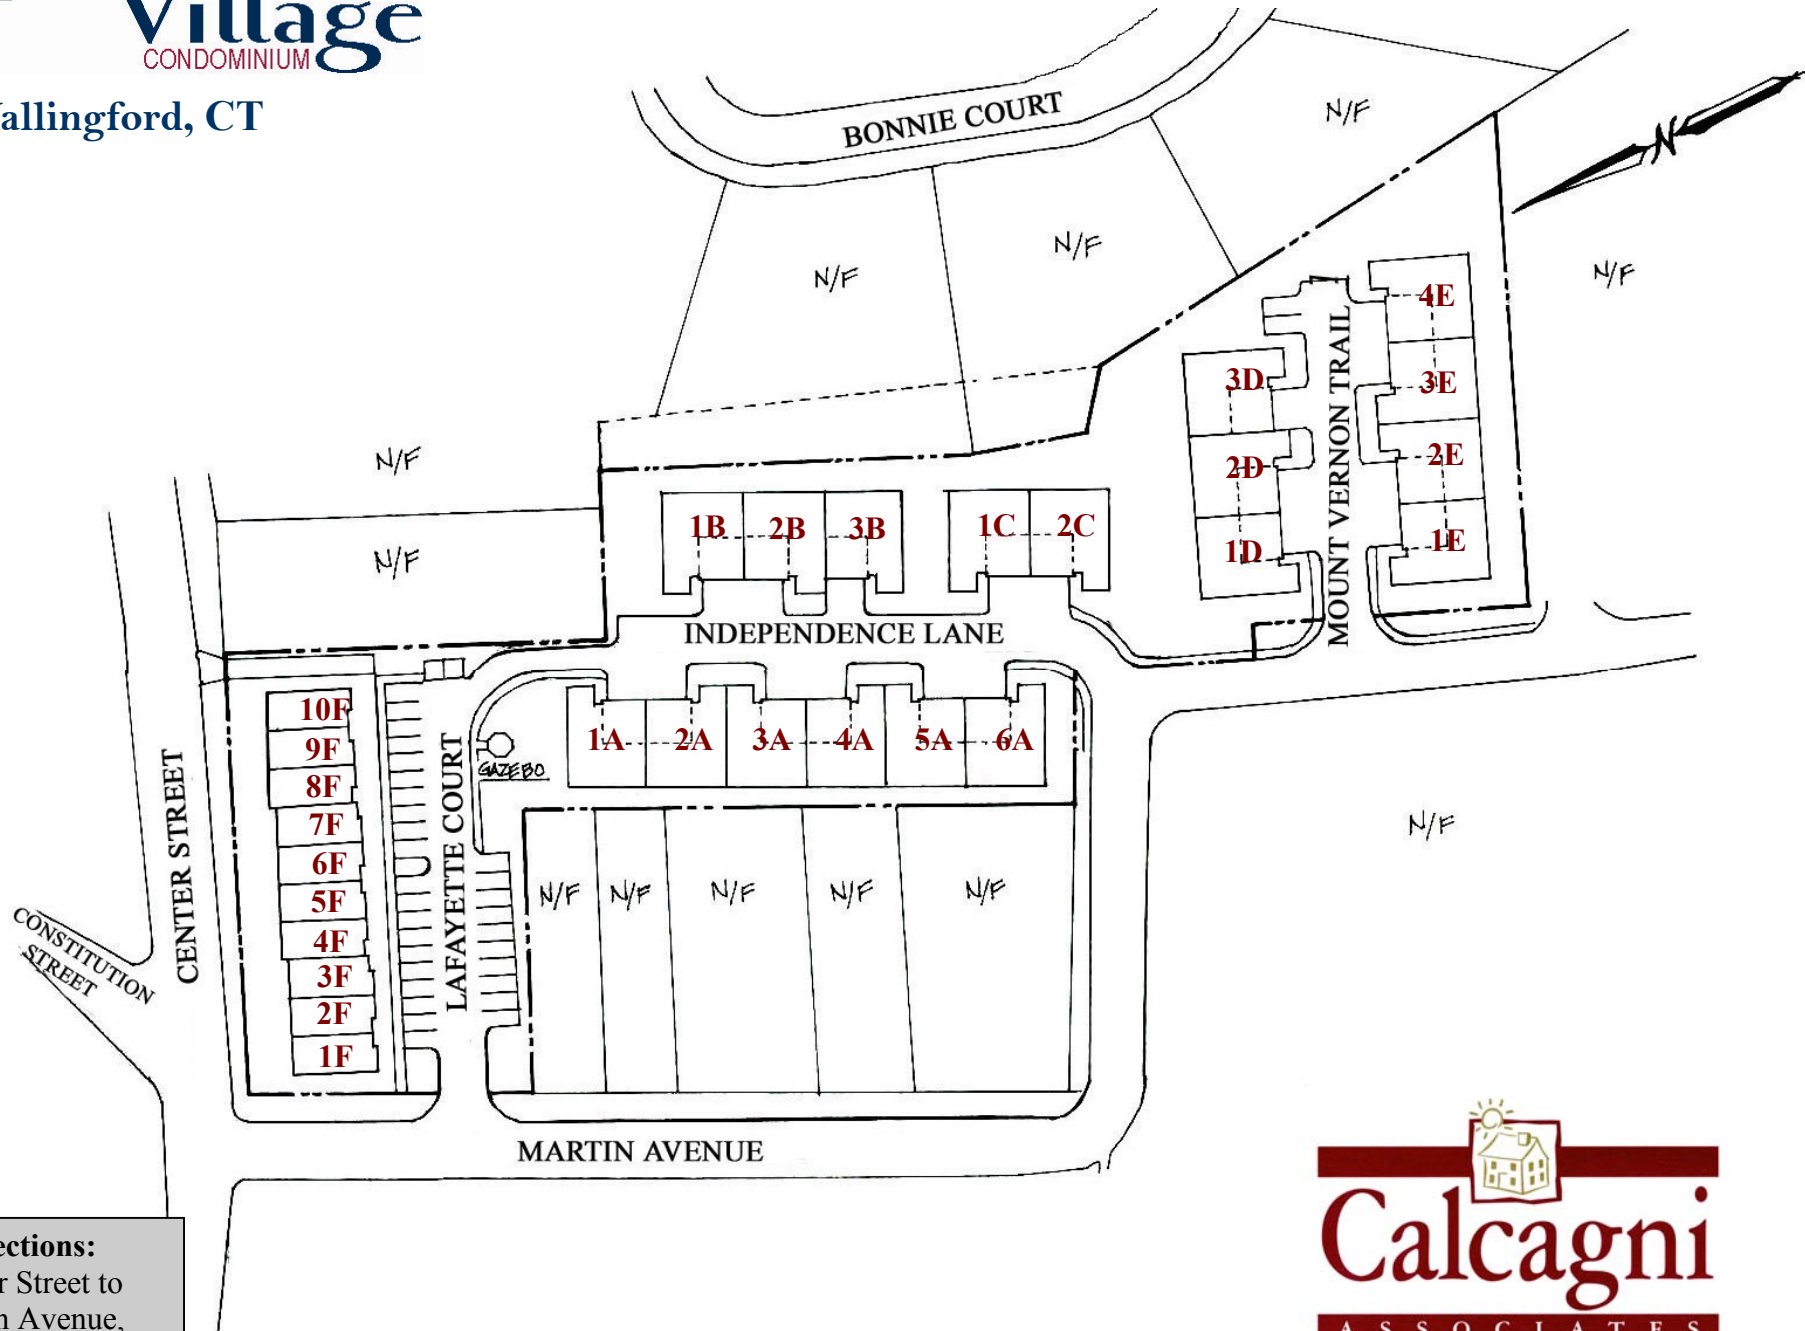 Village
CONDOMINIUM
allingford, CT
BONNIE COURT
N/F
N
N/F
N/F
N/F
4E
3D
3E
MOUNT VERNON TRAIL
N/F
2D
2E
1B 2B 3B 1C 2C
1D
1E
N/F
INDEPENDENCE LANE
10F
9F
8F
7F
6F
5F
4F
3F
2F
1F
1A 2A 3A 4A 5A 6A
GAZEBO
LAFAYETTE COURT
CENTER STREET
CONSTITUTION
STREET
N/F
N/F N/F N/F N/F N/F
MARTIN AVENUE
ections:
r Street to
Avenue,
Calcagni
ASSOCIATES